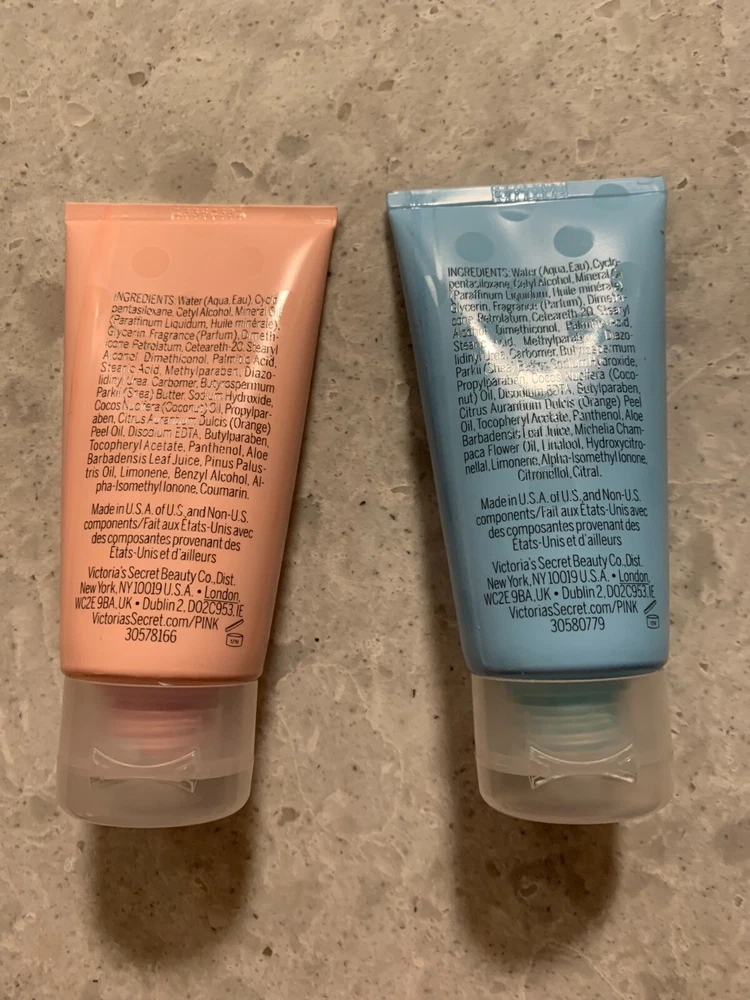 INGREDIENTS: Water (Aqua, Eau), Cyclo-
pentasiloxane, Cetyl Alcohol, Mineral Oil
(Paraffinum Liquidum, Huile minérale),
Glycerin, Fragrance (Parfum), Dimeth-
icone Petrolatum, Ceteareth-20, Stearyl
Alcohol, Dimethiconol, Palmitic Acid,
Stearic Acid, Methylparaben, Diazo-
lidinyl Urea, Carbomer, Butyrospermum
Parkii (Shea) Butter, Sodium Hydroxide,
Cocos Nucifera (Coconut) Oil, Propylpar-
aben, Citrus Aurantium Dulcis (Orange)
Peel Oil, Disodium EDTA, Butylparaben,
Tocopheryl Acetate, Panthenol, Aloe
Barbadensis Leaf Juice, Pinus Palus-
tris Oil, Limonene, Benzyl Alcohol, Al-
pha-Isomethyl Ionone, Coumarin.
Made in U.S.A. of U.S. and Non-U.S.
components/Fait aux États-Unis avec
des composantes provenant des
États-Unis et d'ailleurs
Victoria's Secret Beauty Co., Dist.
New York, NY 10019 U.S.A. • London,
WC2E 9BA, UK • Dublin 2, D02C953, IE
VictoriasSecret.com/PINK
30578166
12M
INGREDIENTS: Water (Aqua, Eau), Cyclo-
pentasiloxane, Cetyl Alcohol, Mineral Oil
(Paraffinum Liquidum, Huile minérale),
Glycerin, Fragrance (Parfum), Dimethi-
cone Petrolatum, Ceteareth-20, Stearyl
Alcohol, Dimethiconol, Palmitic Acid,
Stearic Acid, Methylparaben, Diazo-
lidinyl Urea, Carbomer, Butyrospermum
Parkii (Shea) Butter, Sodium Hydroxide,
Propylparaben, Cocos Nucifera (Coco-
nut) Oil, Disodium EDTA, Butylparaben,
Citrus Aurantium Dulcis (Orange) Peel
Oil, Tocopheryl Acetate, Panthenol, Aloe
Barbadensis Leaf Juice, Michelia Cham-
paca Flower Oil, Linalool, Hydroxycitro-
nellal, Limonene, Alpha-Isomethyl Ionone,
Citronellol, Citral.
Made in U.S.A. of U.S. and Non-U.S.
components/Fait aux États-Unis avec
des composantes provenant des
États-Unis et d'ailleurs
Victoria's Secret Beauty Co., Dist.
New York, NY 10019 U.S.A. • London,
WC2E 9BA, UK • Dublin 2, D02C953, IE
VictoriasSecret.com/PINK
30580779
12M